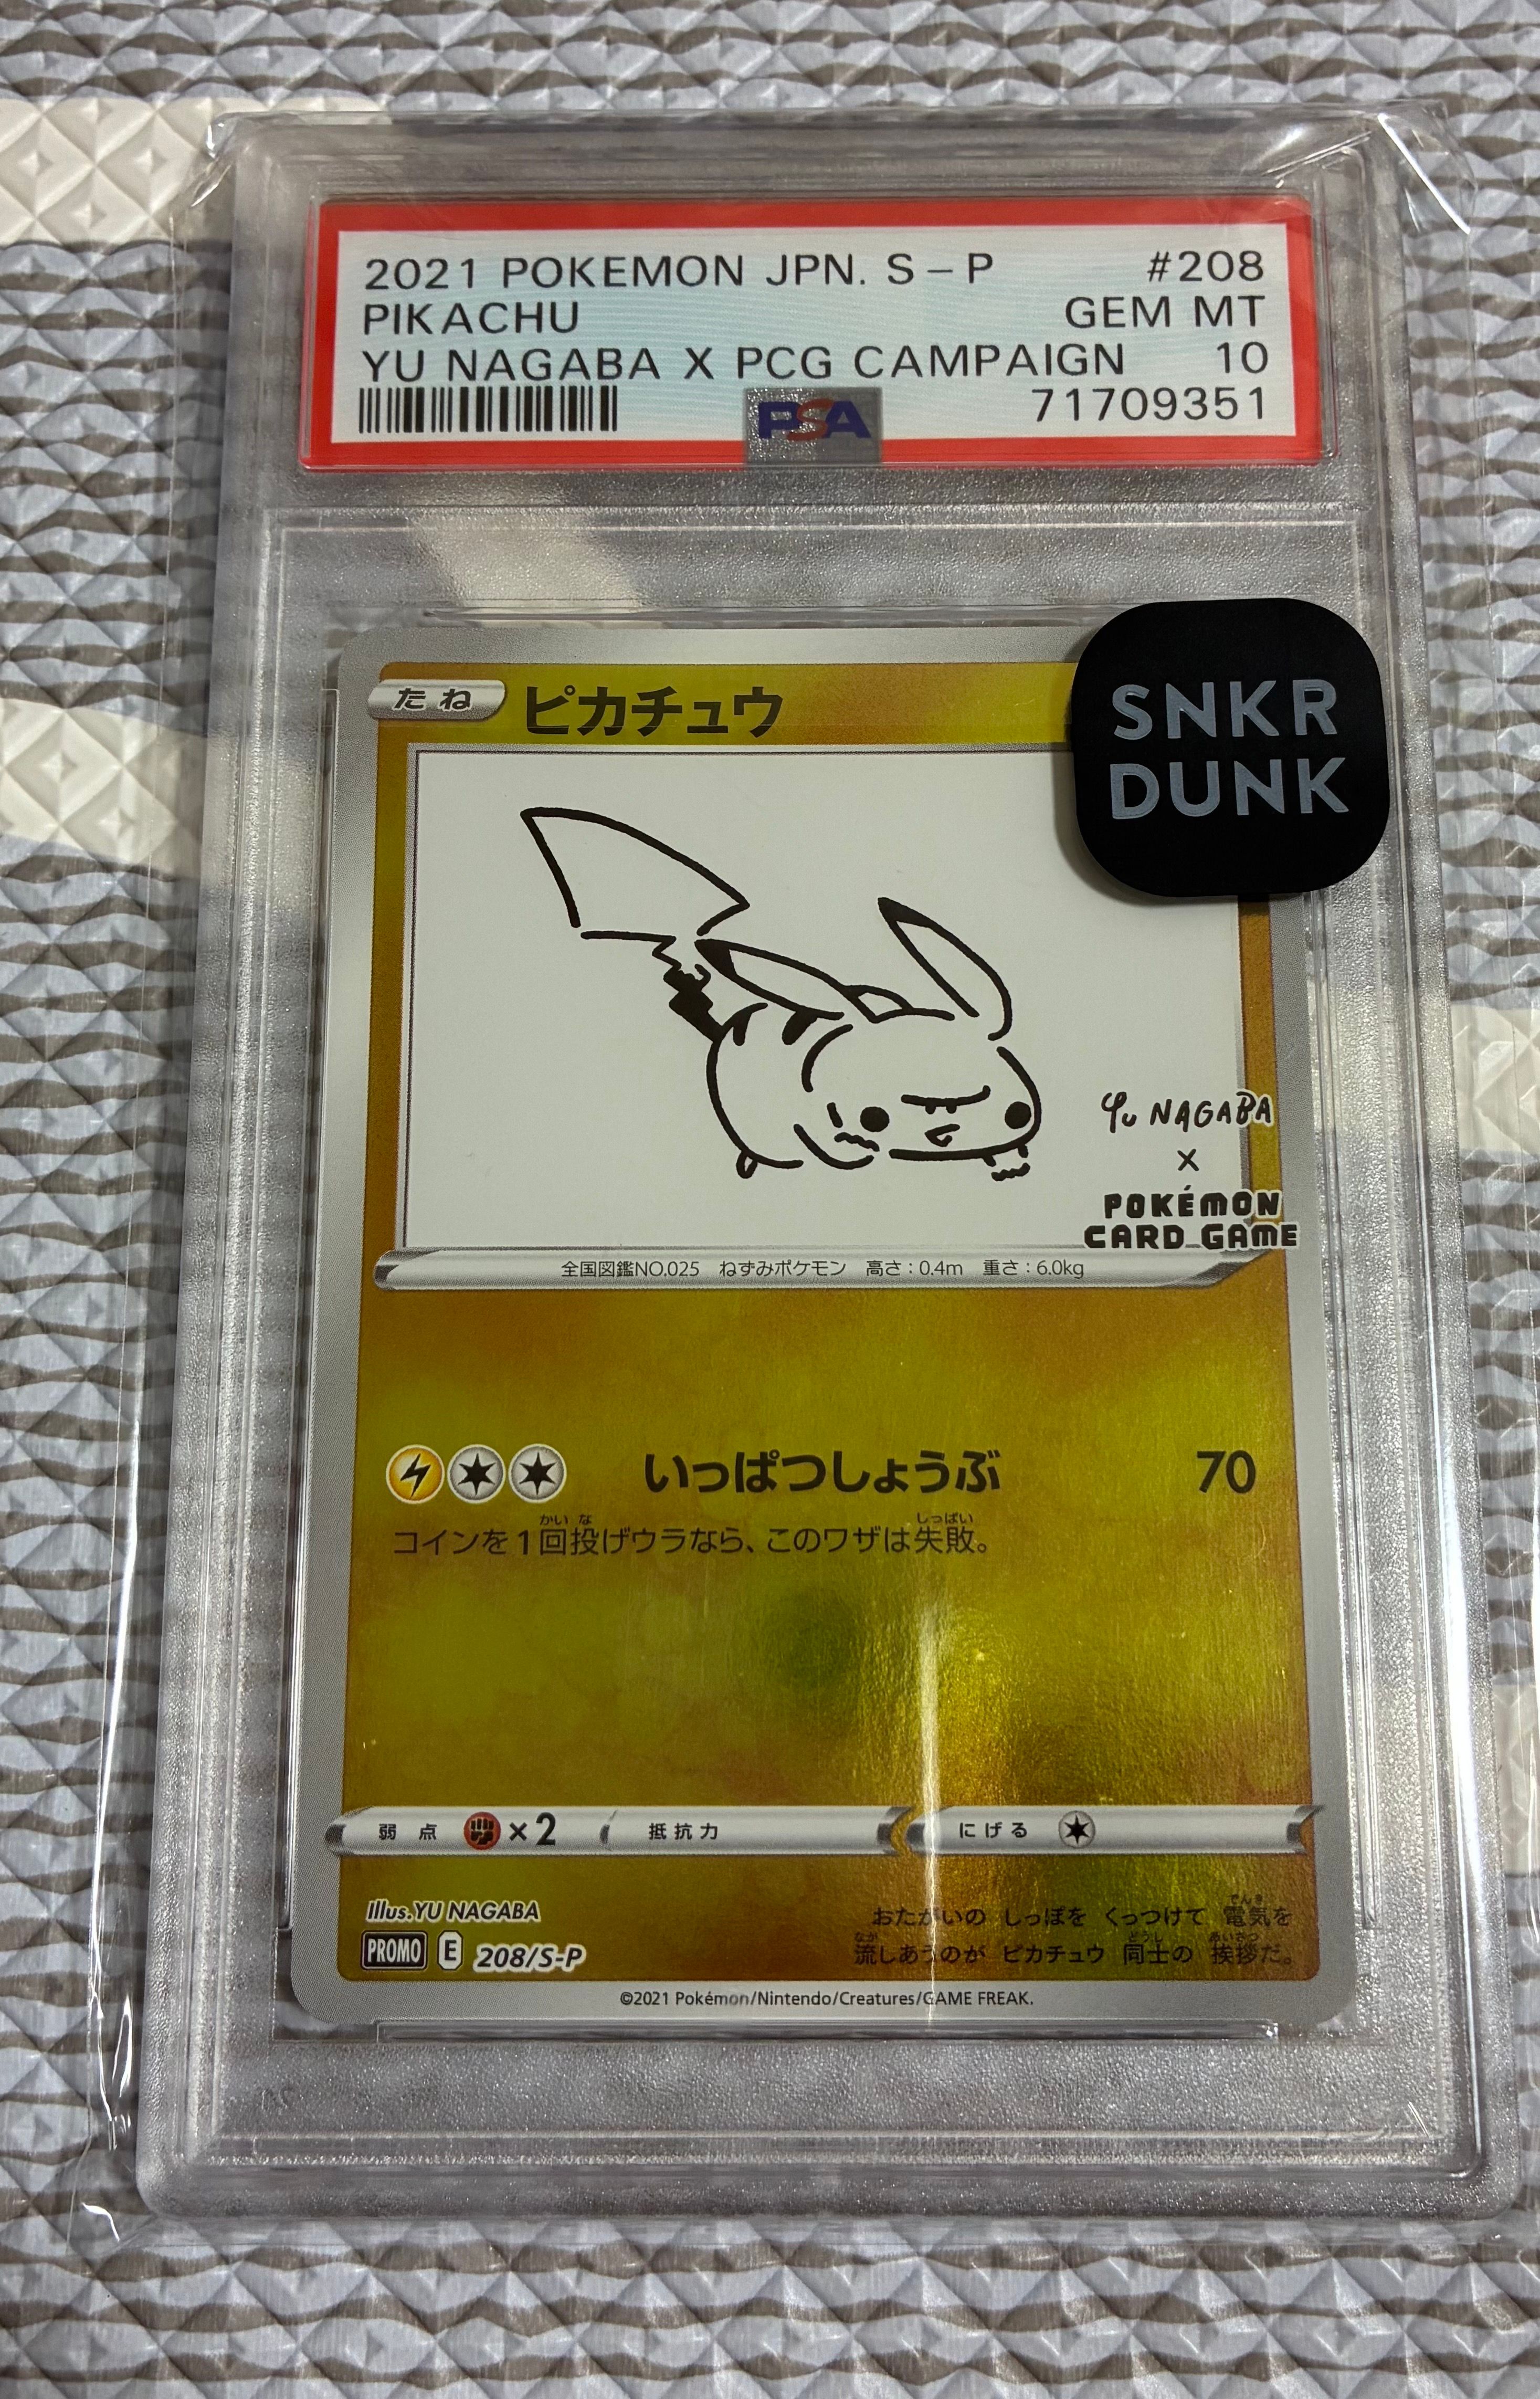 2021 POKEMON JPN. S-P #208
PIKACHU GEM MT
YU NAGABA X PCG CAMPAIGN 10
PSA 71709351
たね ピカチュウ
SNKR
DUNK
Yu NAGABA
×
POKÉMON
CARD GAME
全国図鑑NO.025 ねずみポケモン 高さ:0.4m 重さ:6.0kg
いっぱつしょうぶ 70
コインを1回投げウラなら、このワザは失敗。
弱点 ×2 抵抗力 にげる
Illus.YU NAGABA
PROMO E 208/S-P
おたがいの しっぽを くっつけて 電気を
流しあうのが ピカチュウ 同士の 挨拶だ。
©2021 Pokémon/Nintendo/Creatures/GAME FREAK.